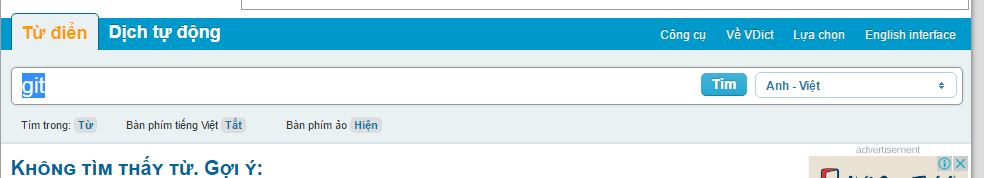 Từ điển Dịch tự động Công cụ Về VDict Lựa chọn English interface
git Tìm Anh - Việt
Tìm trong: Từ Bàn phím tiếng Việt Tắt Bàn phím ảo Hiện
KHÔNG TÌM THẤY TỪ. GỢI Ý:
advertisement